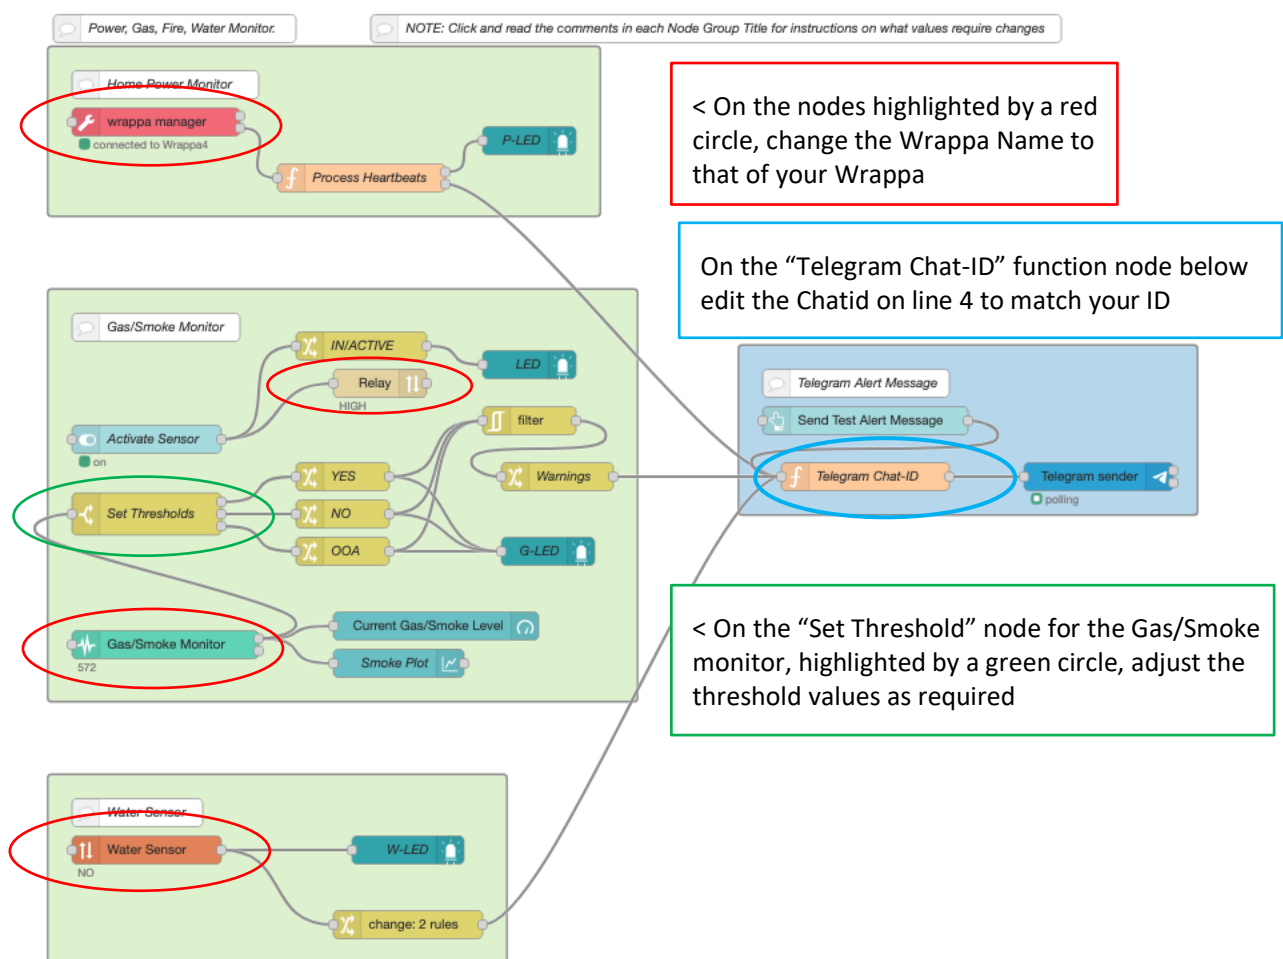 Power, Gas, Fire, Water Monitor.
NOTE: Click and read the comments in each Node Group Title for instructions on what values require changes
Home Power Monitor
wrappa manager
connected to Wrappa4
P-LED
Process Heartbeats
< On the nodes highlighted by a red
circle, change the Wrappa Name to
that of your Wrappa
On the “Telegram Chat-ID” function node below
edit the Chatid on line 4 to match your ID
Gas/Smoke Monitor
IN/ACTIVE
LED
Relay
HIGH
filter
Activate Sensor
on
YES
Warnings
Set Thresholds
NO
OOA
G-LED
Gas/Smoke Monitor
572
Current Gas/Smoke Level
Smoke Plot
Telegram Alert Message
Send Test Alert Message
Telegram Chat-ID
Telegram sender
polling
< On the “Set Threshold” node for the Gas/Smoke
monitor, highlighted by a green circle, adjust the
threshold values as required
Water Sensor
Water Sensor
NO
W-LED
change: 2 rules